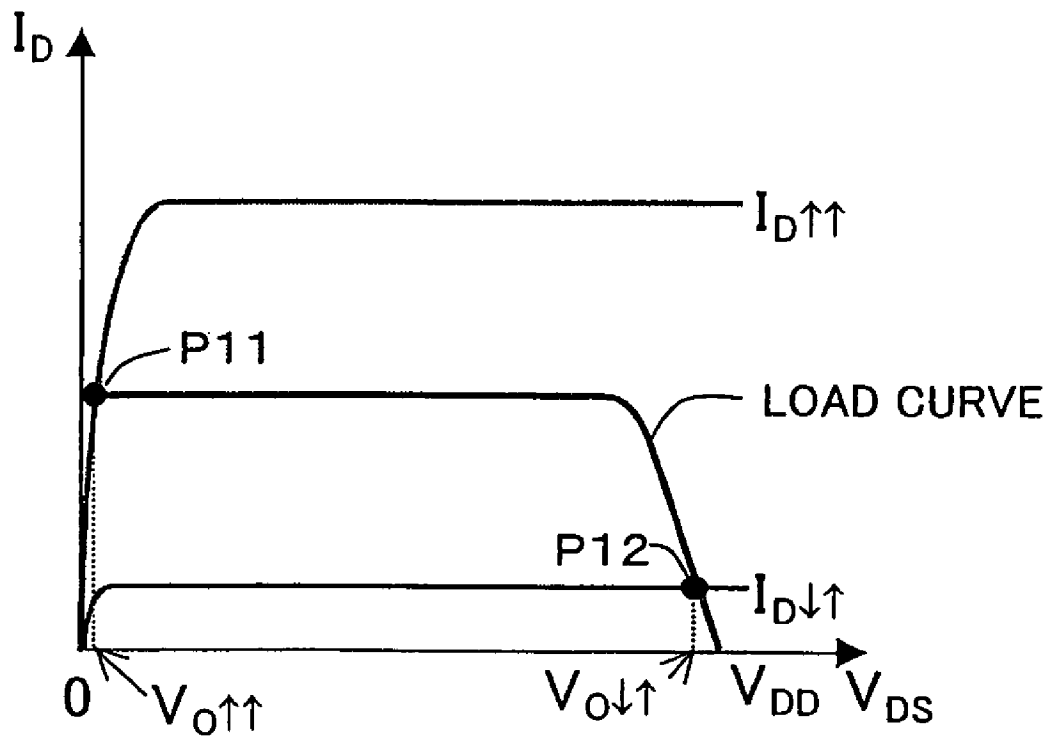 I_D
I_D↑↑
P11
LOAD CURVE
P12
I_D↓↑
0
V_O↑↑
V_O↓↑
V_DD
V_DS